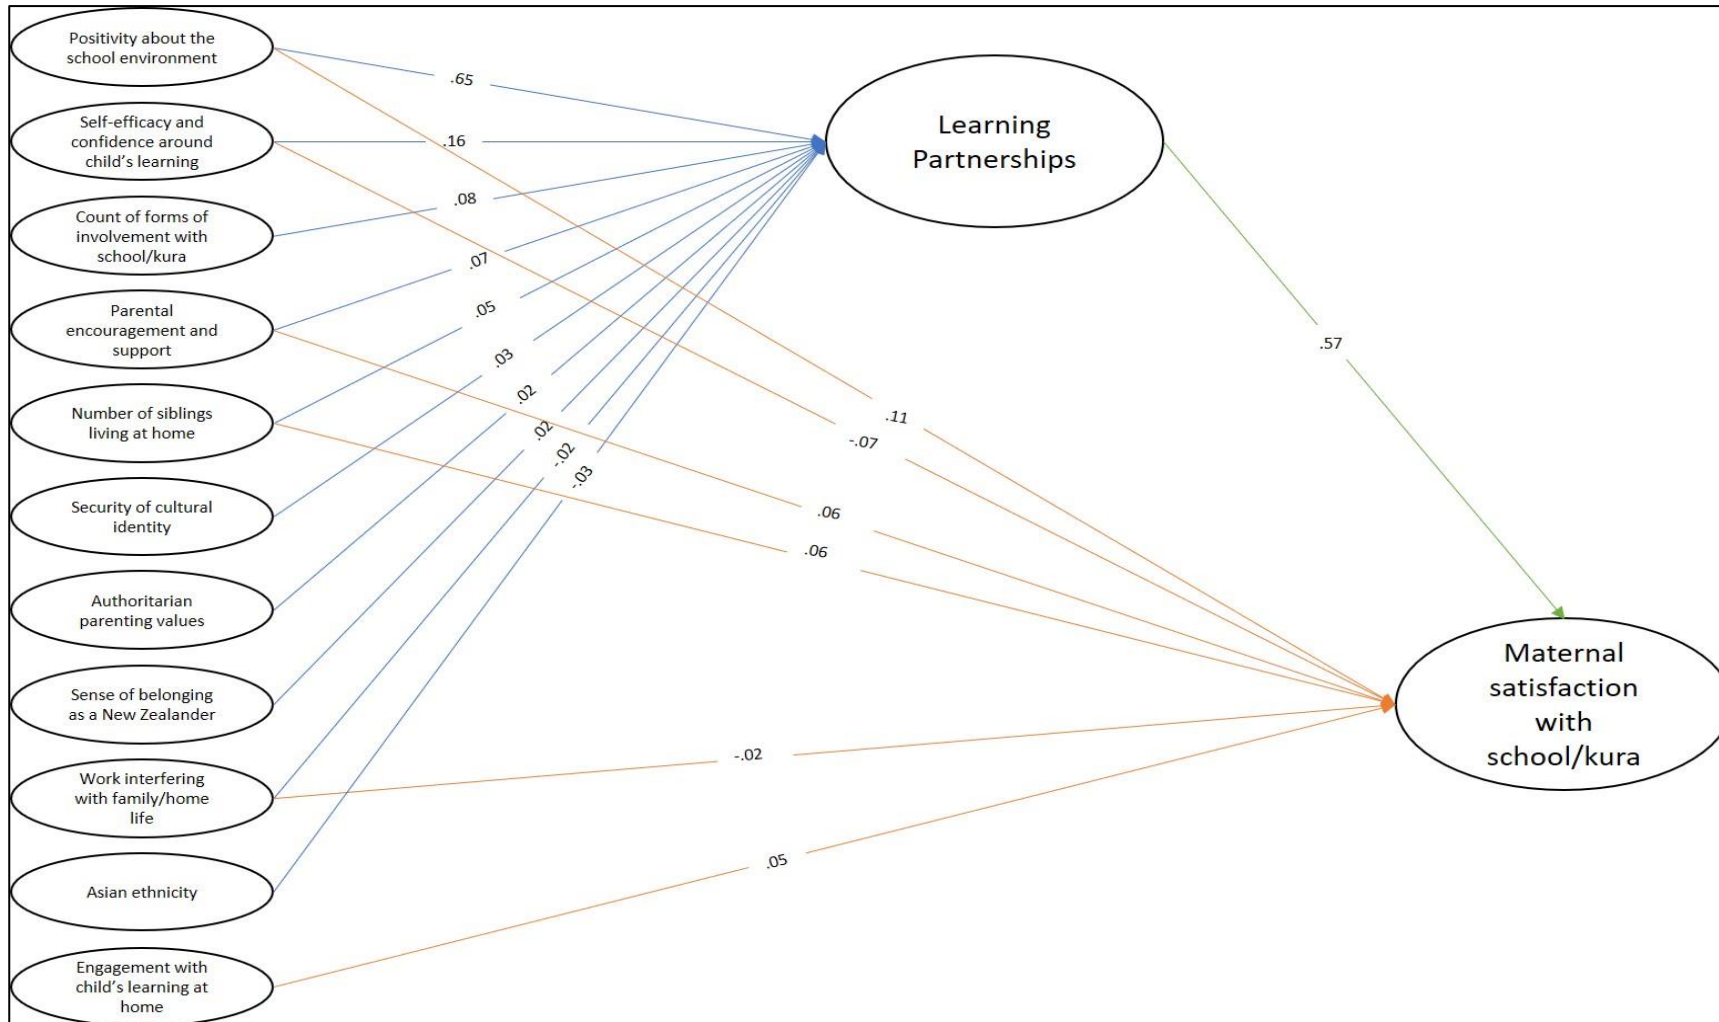 Positivity about the
school environment
Self-efficacy and
confidence around
child’s learning
Count of forms of
involvement with
school/kura
Parental
encouragement and
support
Number of siblings
living at home
Security of cultural
identity
Authoritarian
parenting values
Sense of belonging
as a New Zealander
Work interfering
with family/home
life
Asian ethnicity
Engagement with
child’s learning at
home
.65
.16
.08
.07
.05
.03
.02
.02
-.02
-.03
Learning
Partnerships
.57
.11
-.07
.06
.06
-.02
.05
Maternal
satisfaction
with
school/kura